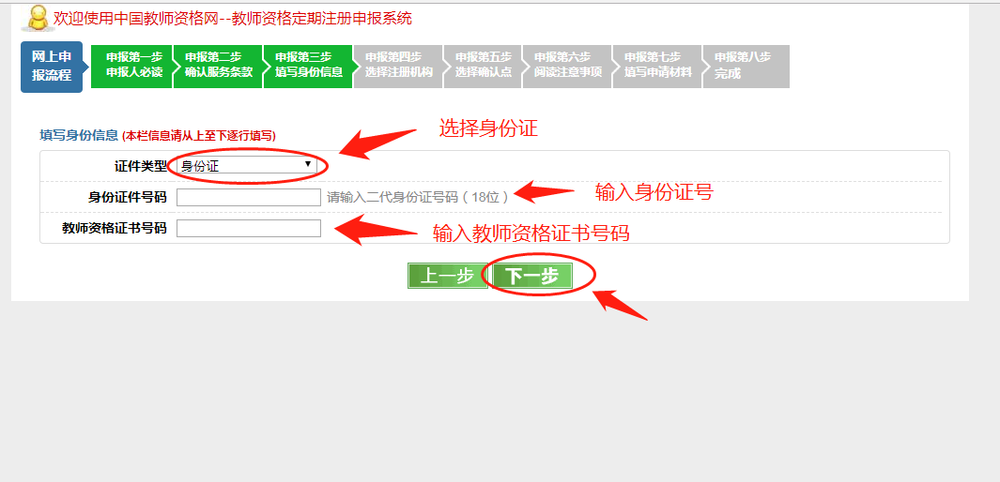 欢迎使用中国教师资格网--教师资格定期注册申报系统
网上申
报流程
申报第一步
申报人必读
申报第二步
确认服务条款
申报第三步
填写身份信息
申报第四步
选择注册机构
申报第五步
选择确认点
申报第六步
阅读注意事项
申报第七步
填写申请材料
申报第八步
完成
填写身份信息 (本栏信息请从上至下逐行填写)
选择身份证
证件类型 身份证
身份证件号码 请输入二代身份证号码（18位） 输入身份证号
教师资格证书号码 输入教师资格证书号码
上一步 下一步